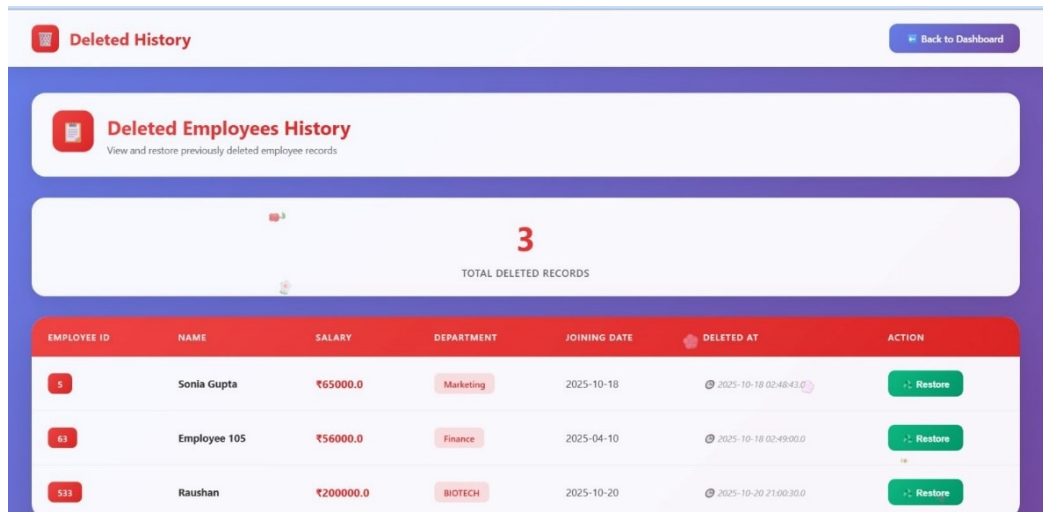 Deleted History
Back to Dashboard
Deleted Employees History
View and restore previously deleted employee records
3
TOTAL DELETED RECORDS
EMPLOYEE ID NAME SALARY DEPARTMENT JOINING DATE DELETED AT ACTION
5 Sonia Gupta ₹65000.0 Marketing 2025-10-18 2025-10-18 02:48:43.0 Restore
63 Employee 105 ₹56000.0 Finance 2025-04-10 2025-10-18 02:49:00.0 Restore
533 Raushan ₹200000.0 BIOTECH 2025-10-20 2025-10-20 21:00:30.0 Restore